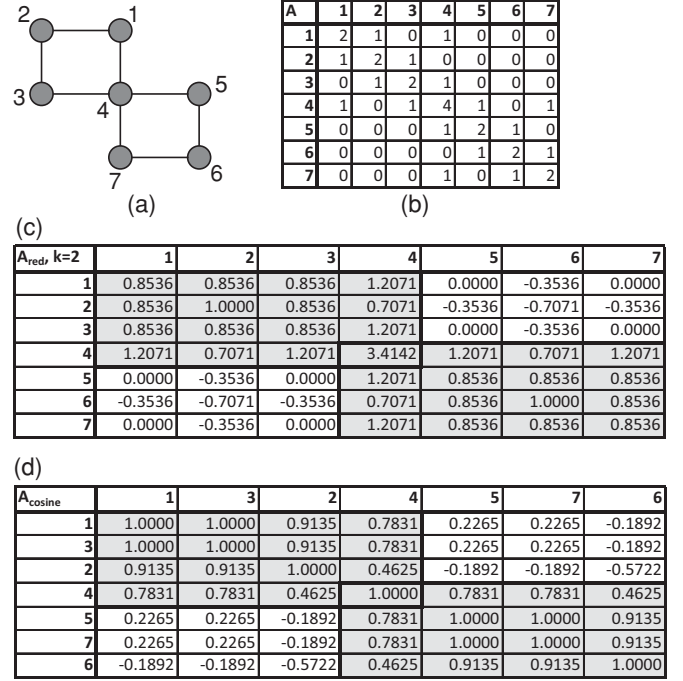 2 1
3 4 5
7 6
(a)
A 1 2 3 4 5 6 7
1 2 1 0 1 0 0 0
2 1 2 1 0 0 0 0
3 0 1 2 1 0 0 0
4 1 0 1 4 1 0 1
5 0 0 0 1 2 1 0
6 0 0 0 0 1 2 1
7 0 0 0 1 0 1 2
(b)
(c)
Ared, k=2 1 2 3 4 5 6 7
1 0.8536 0.8536 0.8536 1.2071 0.0000 -0.3536 0.0000
2 0.8536 1.0000 0.8536 0.7071 -0.3536 -0.7071 -0.3536
3 0.8536 0.8536 0.8536 1.2071 0.0000 -0.3536 0.0000
4 1.2071 0.7071 1.2071 3.4142 1.2071 0.7071 1.2071
5 0.0000 -0.3536 0.0000 1.2071 0.8536 0.8536 0.8536
6 -0.3536 -0.7071 -0.3536 0.7071 0.8536 1.0000 0.8536
7 0.0000 -0.3536 0.0000 1.2071 0.8536 0.8536 0.8536
(d)
Acosine 1 3 2 4 5 7 6
1 1.0000 1.0000 0.9135 0.7831 0.2265 0.2265 -0.1892
3 1.0000 1.0000 0.9135 0.7831 0.2265 0.2265 -0.1892
2 0.9135 0.9135 1.0000 0.4625 -0.1892 -0.1892 -0.5722
4 0.7831 0.7831 0.4625 1.0000 0.7831 0.7831 0.4625
5 0.2265 0.2265 -0.1892 0.7831 1.0000 1.0000 0.9135
7 0.2265 0.2265 -0.1892 0.7831 1.0000 1.0000 0.9135
6 -0.1892 -0.1892 -0.5722 0.4625 0.9135 0.9135 1.0000